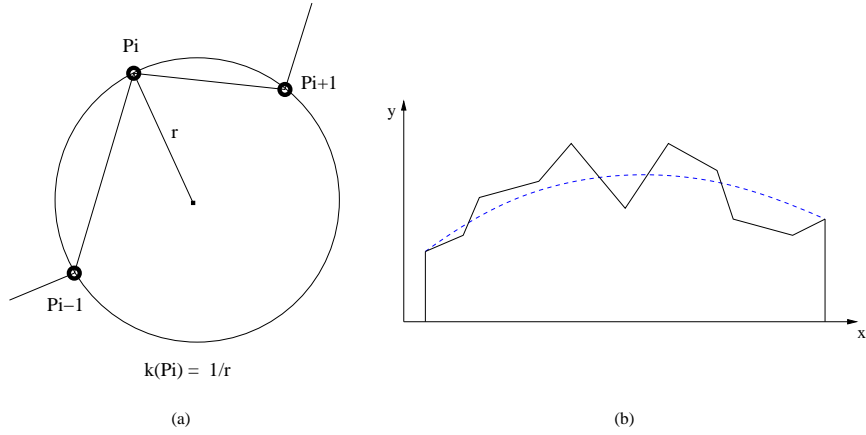 Pi
Pi+1
r
Pi−1
k(Pi) = 1/r
(a)
y
x
(b)